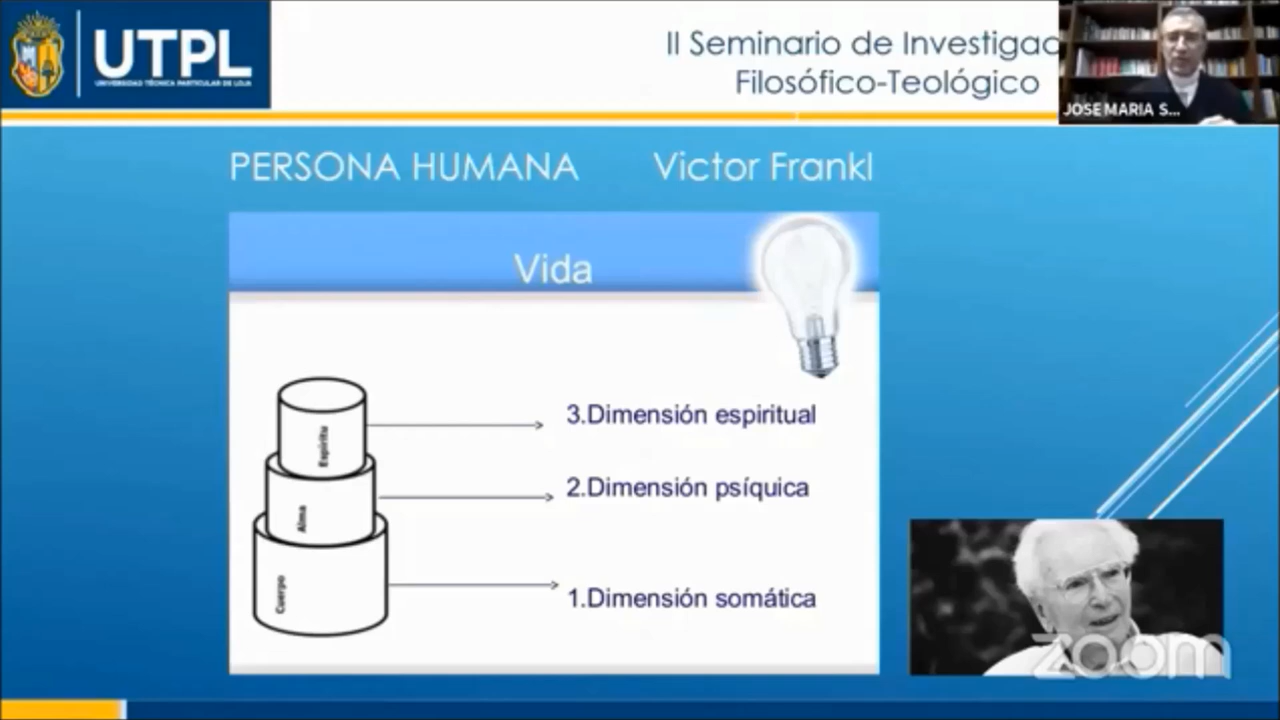 UTPL
UNIVERSIDAD TÉCNICA PARTICULAR DE LOJA
II Seminario de Investigac
Filosófico-Teológico
JOSE MARIA S...
PERSONA HUMANA
Victor Frankl
Vida
Espíritu
3.Dimensión espiritual
Alma
2.Dimensión psíquica
Cuerpo
1.Dimensión somática
zoom